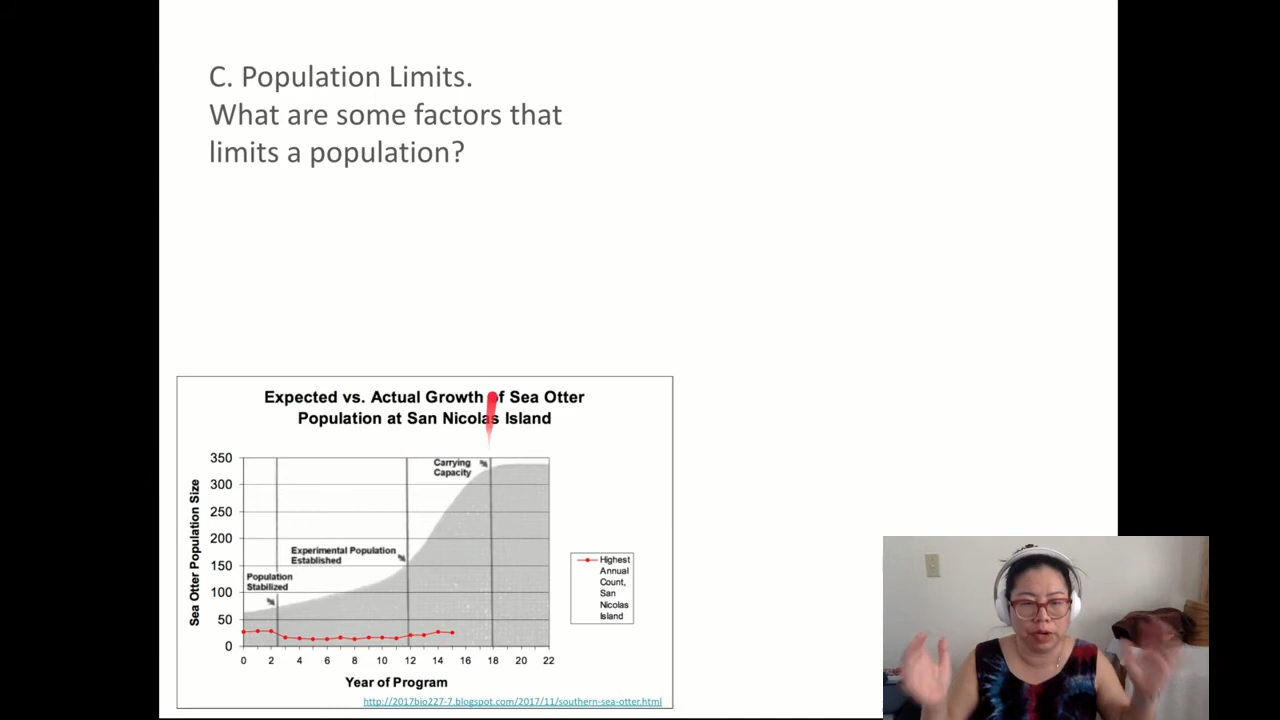 C. Population Limits.
What are some factors that
limits a population?
Expected vs. Actual Growth of Sea Otter
Population at San Nicolas Island
350
300
250
200
150
100
50
0
Sea Otter Population Size
Carrying
Capacity
Experimental Population
Established
Population
Stabilized
0 2 4 6 8 10 12 14 16 18 20 22
Year of Program
Highest
Annual
Count,
San
Nicolas
Island
http://2017bio227-7.blogspot.com/2017/11/southern-sea-otter.html